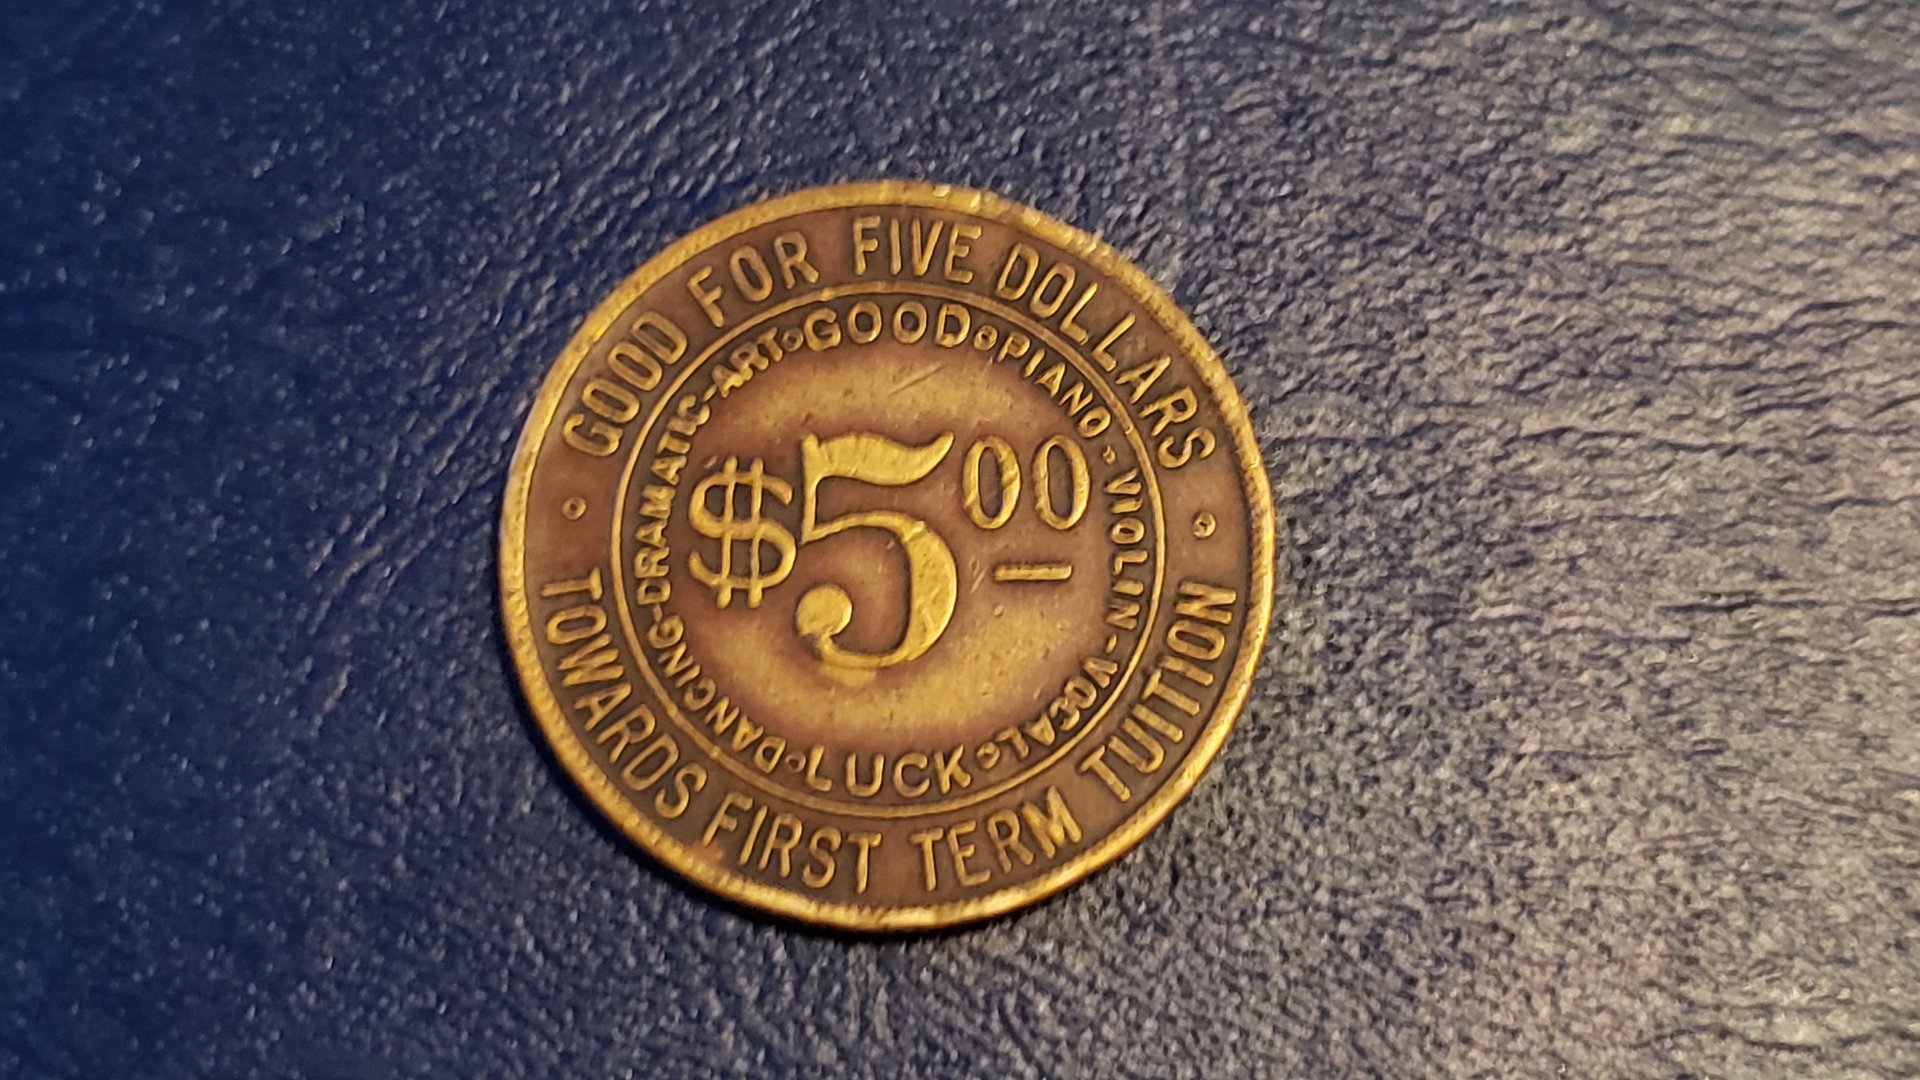 GOOD FOR FIVE DOLLARS
TOWARDS FIRST TERM TUITION
GOOD
PIANO - VIOLIN - VOCAL
LUCK
DANCING-DRAMATIC-ART
$5 00